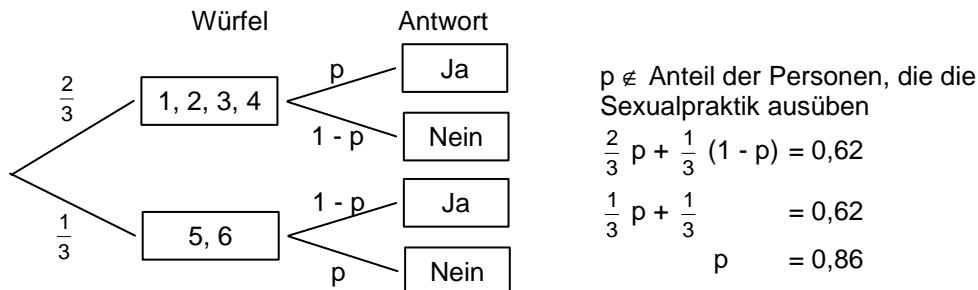 Würfel Antwort
2/3
1, 2, 3, 4
p
Ja
1 - p
Nein
1/3
5, 6
1 - p
Ja
p
Nein
p ∉ Anteil der Personen, die die
Sexualpraktik ausüben
2/3 p + 1/3 (1 - p) = 0,62
1/3 p + 1/3 = 0,62
p = 0,86